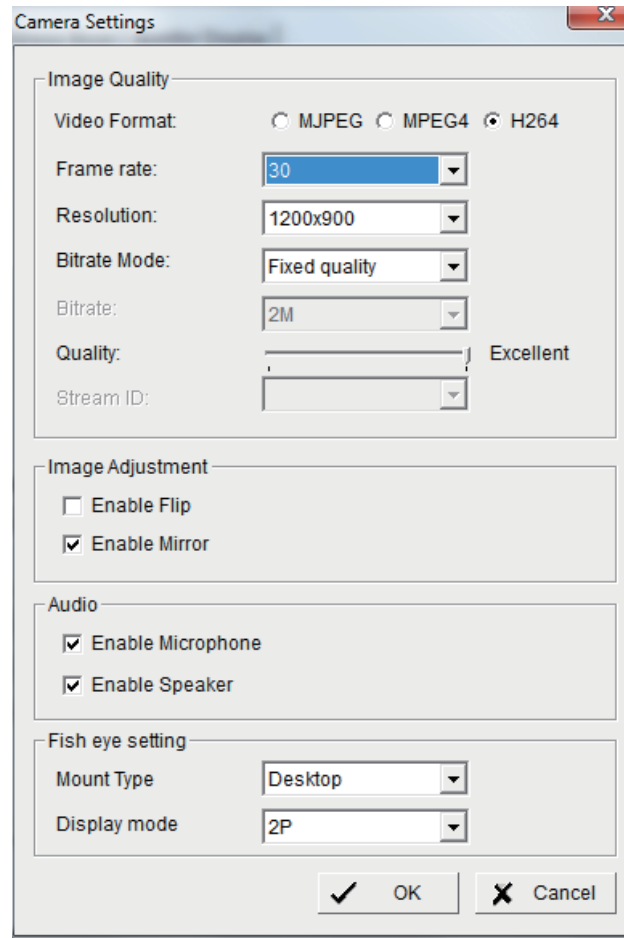 Camera Settings
Image Quality
Video Format: MJPEG MPEG4 H264
Frame rate: 30
Resolution: 1200x900
Bitrate Mode: Fixed quality
Bitrate: 2M
Quality: Excellent
Stream ID:
Image Adjustment
Enable Flip
Enable Mirror
Audio
Enable Microphone
Enable Speaker
Fish eye setting
Mount Type Desktop
Display mode 2P
OK Cancel